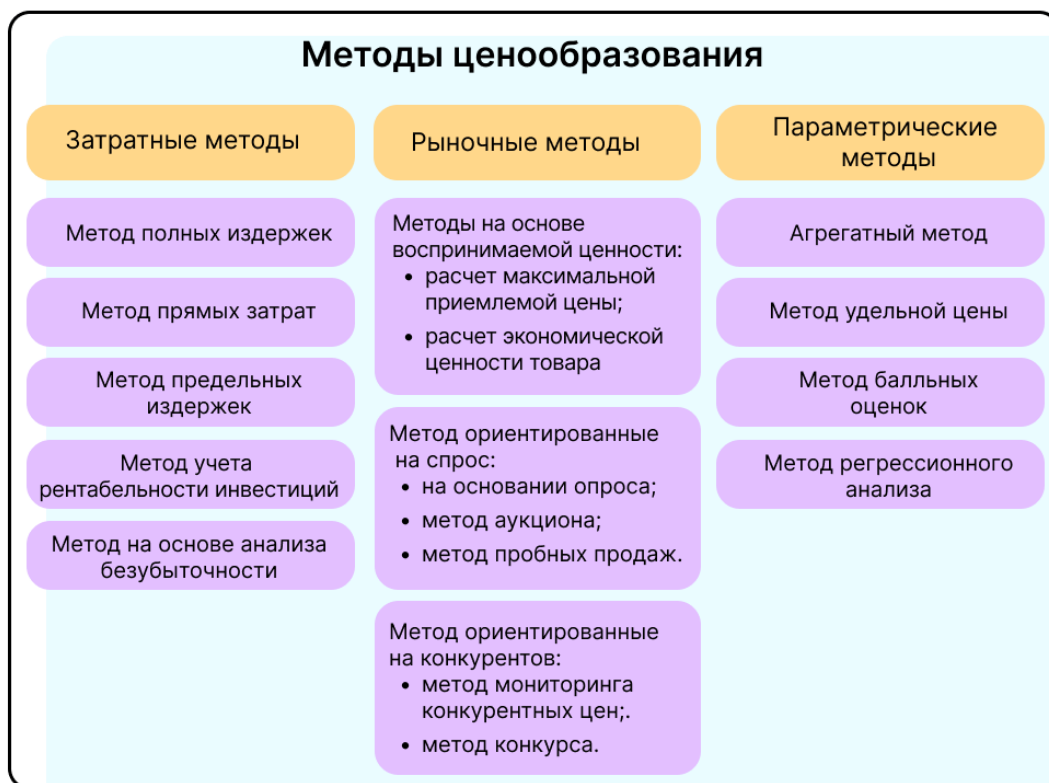 Методы ценообразования
Затратные методы
Метод полных издержек
Метод прямых затрат
Метод предельных
издержек
Метод учета
рентабельности инвестиций
Метод на основе анализа
безубыточности
Рыночные методы
Методы на основе
воспринимаемой ценности:
• расчет максимальной
приемлемой цены;
• расчет экономической
ценности товара
Метод ориентированные
на спрос:
• на основании опроса;
• метод аукциона;
• метод пробных продаж.
Метод ориентированные
на конкурентов:
• метод мониторинга
конкурентных цен;.
• метод конкурса.
Параметрические
методы
Агрегатный метод
Метод удельной цены
Метод балльных
оценок
Метод регрессионного
анализа